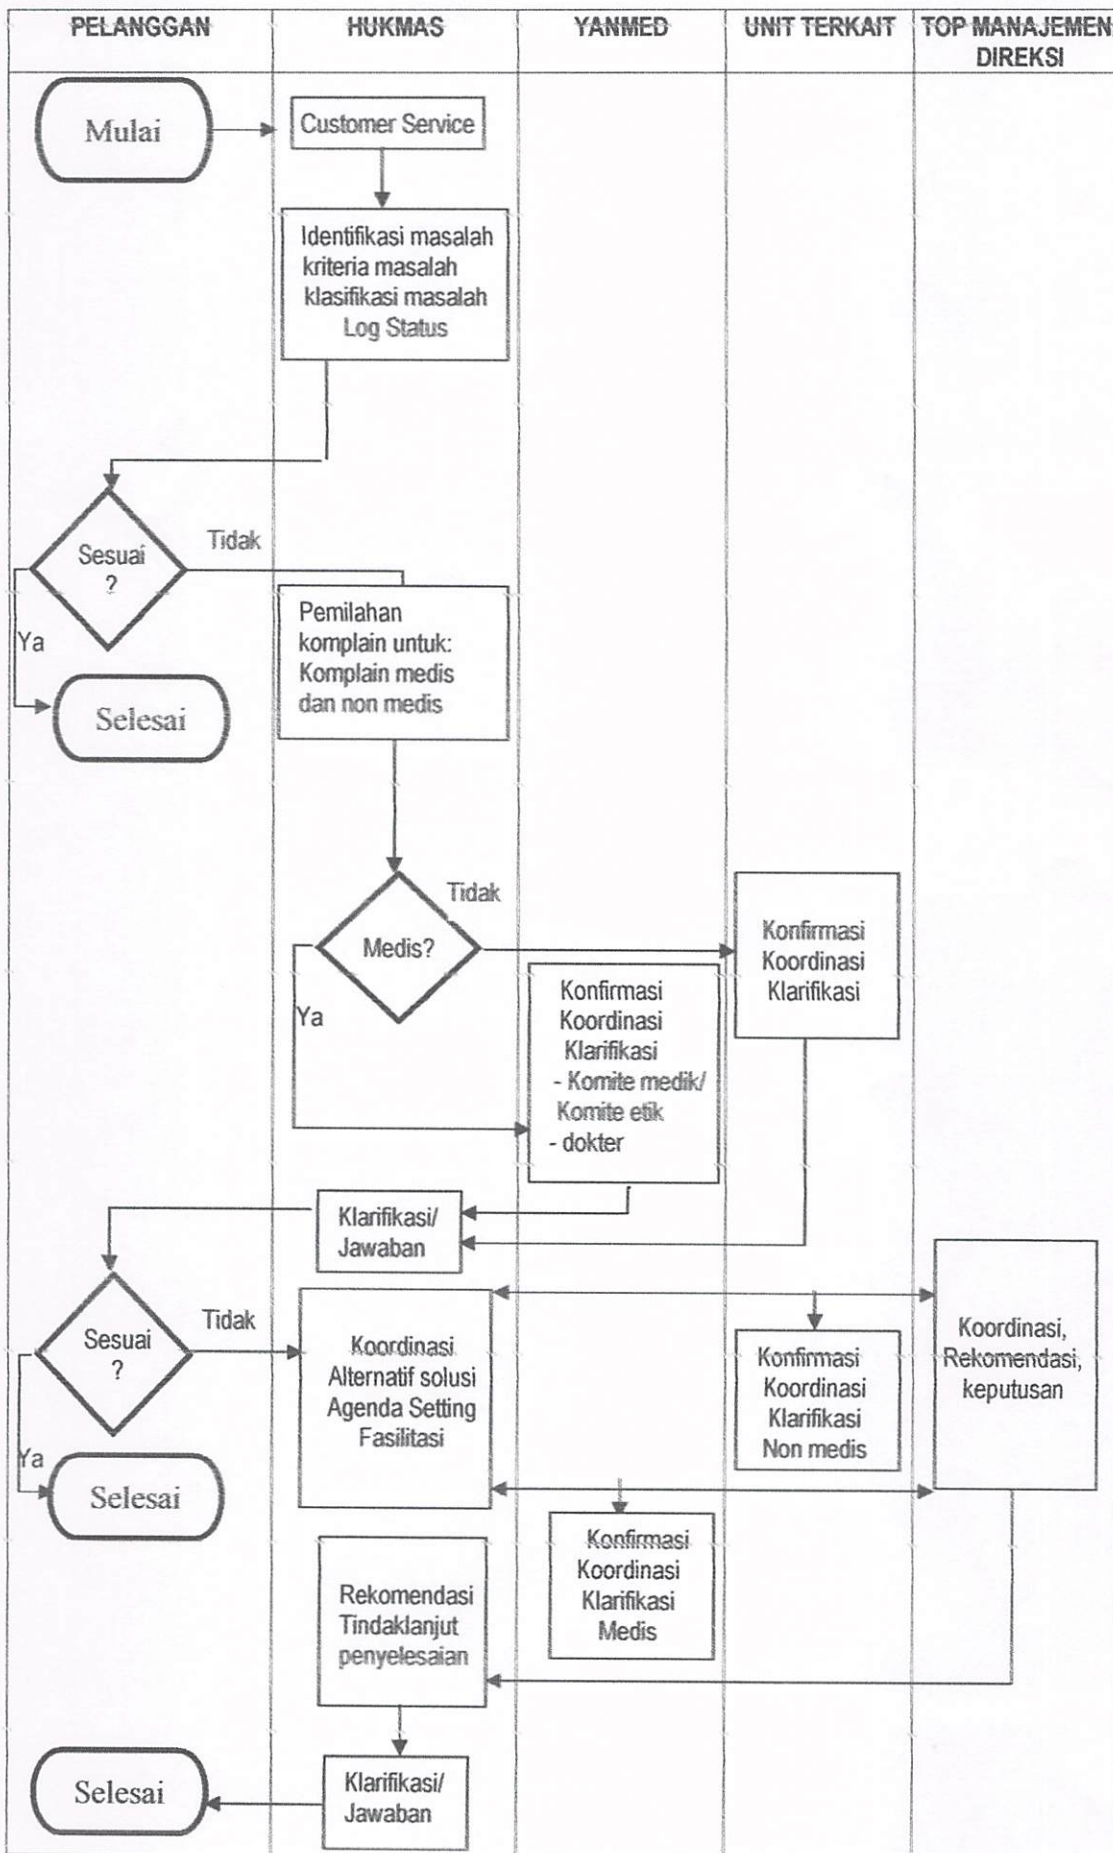 PELANGGAN
HUKMAS
YANMED
UNIT TERKAIT
TOP MANAJEMEN
DIREKSI
Mulai
Customer Service
Identifikasi masalah
kriteria masalah
klasifikasi masalah
Log Status
Sesuai
?
Tidak
Ya
Selesai
Pemilahan
komplain untuk:
Komplain medis
dan non medis
Medis?
Tidak
Ya
Konfirmasi
Koordinasi
Klarifikasi
Konfirmasi
Koordinasi
Klarifikasi
- Komite medik/
Komite etik
- dokter
Klarifikasi/
Jawaban
Sesuai
?
Tidak
Ya
Selesai
Koordinasi
Alternatif solusi
Agenda Setting
Fasilitasi
Konfirmasi
Koordinasi
Klarifikasi
Non medis
Koordinasi,
Rekomendasi,
keputusan
Konfirmasi
Koordinasi
Klarifikasi
Medis
Rekomendasi
Tindaklanjut
penyelesaian
Klarifikasi/
Jawaban
Selesai